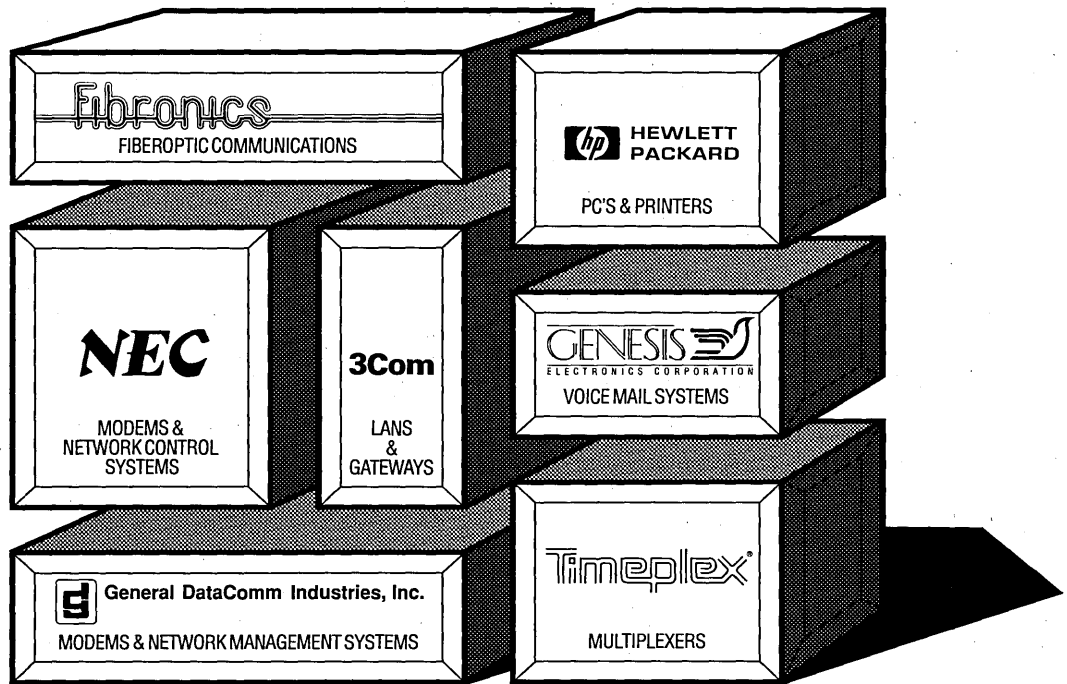 Fibronics
FIBEROPTIC COMMUNICATIONS
hp HEWLETT
PACKARD
PC'S & PRINTERS
NEC
MODEMS &
NETWORK CONTROL
SYSTEMS
3Com
LANS
&
GATEWAYS
GENESIS
ELECTRONICS CORPORATION
VOICE MAIL SYSTEMS
General DataComm Industries, Inc.
MODEMS & NETWORK MANAGEMENT SYSTEMS
Timeplex®
MULTIPLEXERS